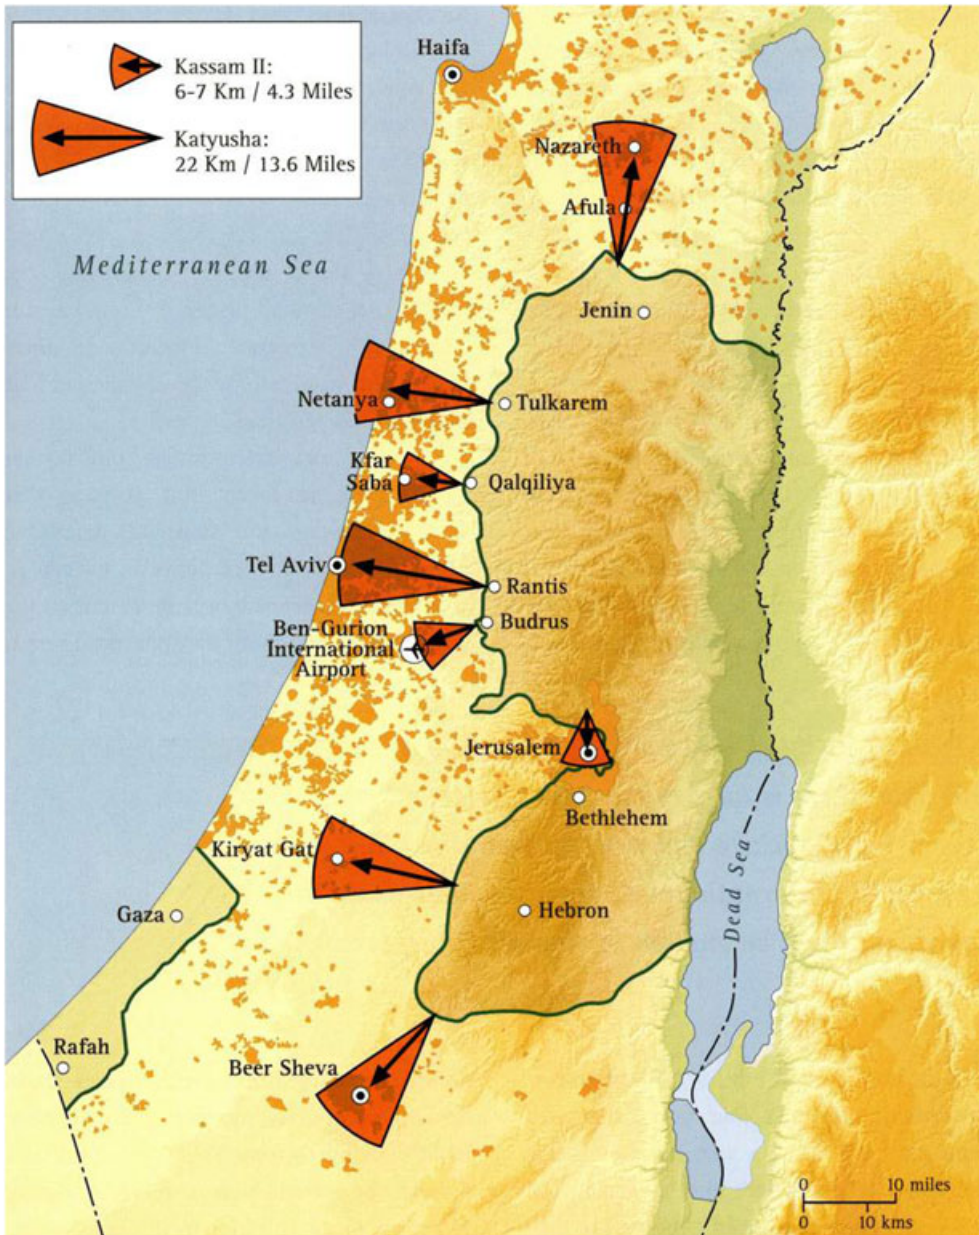 Kassam II:
6-7 Km / 4.3 Miles
Katyusha:
22 Km / 13.6 Miles
Haifa
Nazareth
Afula
Mediterranean Sea
Jenin
Netanya
Tulkarem
Kfar
Saba
Qalqiliya
Tel Aviv
Rantis
Ben-Gurion
International
Airport
Budrus
Jerusalem
Bethlehem
Kiryat Gat
Gaza
Hebron
Dead Sea
Rafah
Beer Sheva
0 10 miles
0 10 kms